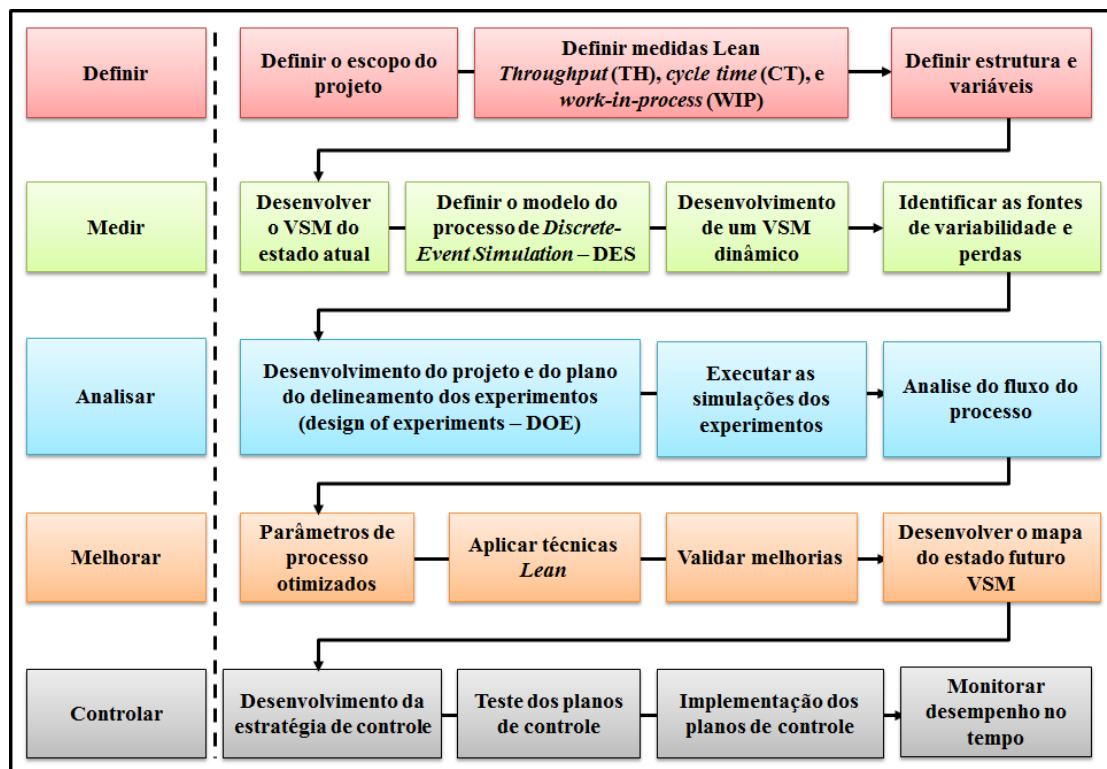 Definir
Definir o escopo do
projeto
Definir medidas Lean
Throughput (TH), cycle time (CT), e
work-in-process (WIP)
Definir estrutura e
variáveis
Medir
Desenvolver
o VSM do
estado atual
Definir o modelo do
processo de Discrete-
Event Simulation – DES
Desenvolvimento
de um VSM
dinâmico
Identificar as fontes
de variabilidade e
perdas
Analisar
Desenvolvimento do projeto e do plano
do delineamento dos experimentos
(design of experiments – DOE)
Executar as
simulações dos
experimentos
Analise do fluxo do
processo
Melhorar
Parâmetros de
processo
otimizados
Aplicar técnicas
Lean
Validar melhorias
Desenvolver o mapa
do estado futuro
VSM
Controlar
Desenvolvimento da
estratégia de controle
Teste dos planos
de controle
Implementação dos
planos de controle
Monitorar
desempenho no
tempo